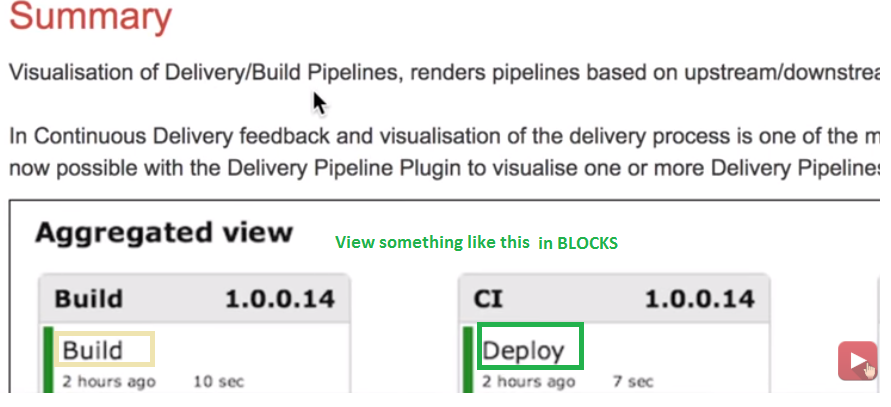 Summary
Visualisation of Delivery/Build Pipelines, renders pipelines based on
In Continuous Delivery feedback and visualisation of the delivery process is one of the
now possible with the Delivery Pipeline Plugin to visualise one or more Delivery
Aggregated view
View something like this in BLOCKS
Build 1.0.0.14
CI 1.0.0.14
Build
Deploy
2 hours ago 10 sec
2 hours ago 7 sec